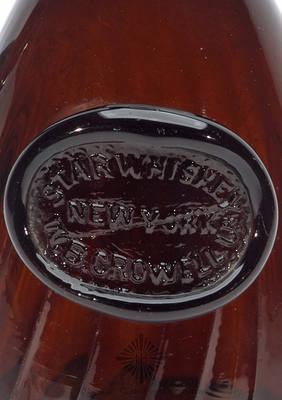 STAR WHISKEY
NEW YORK
W.B. CROWELL JR.